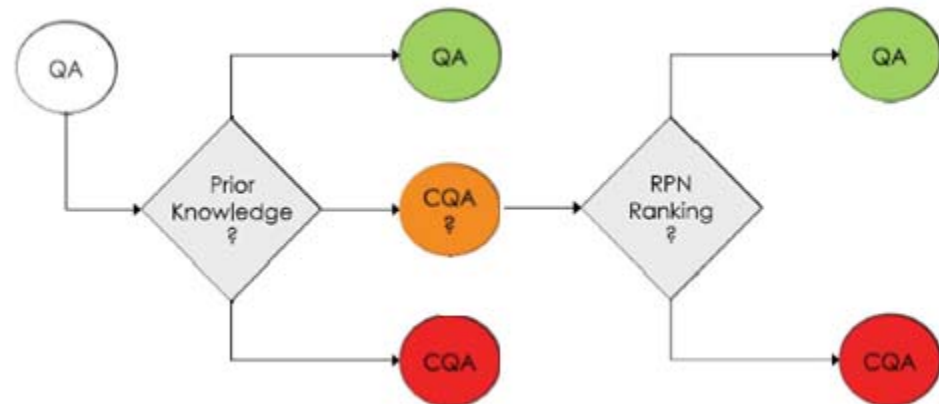 QA
Prior
Knowledge
?
QA
CQA
?
CQA
RPN
Ranking
?
QA
CQA